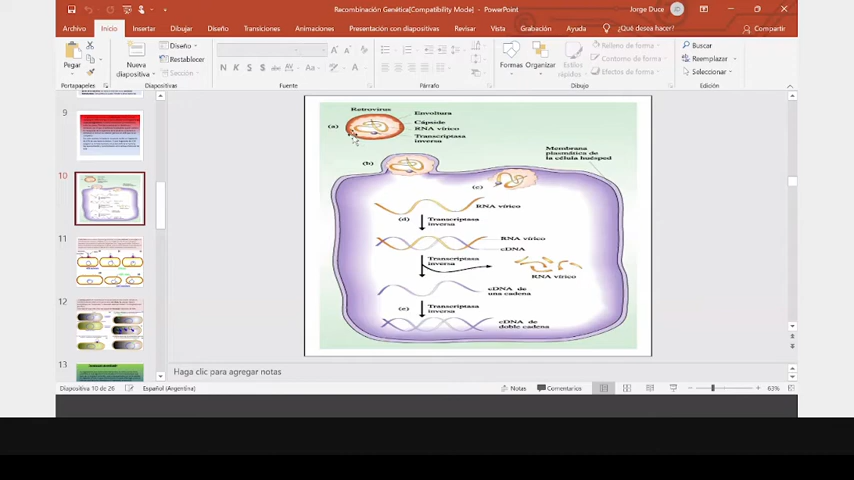 Recombinación Genética[Compatibility Mode] - PowerPoint
Jorge Duce
Archivo Inicio Insertar Dibujar Diseño Transiciones Animaciones Presentación con diapositivas Revisar Vista Grabación Ayuda ¿Qué desea hacer? Compartir
Pegar
Nueva diapositiva
Diseño
Restablecer
Sección
Formas
Organizar
Estilos rápidos
Relleno de forma
Contorno de forma
Efectos de forma
Buscar
Reemplazar
Seleccionar
Portapapeles Diapositivas Fuente Párrafo Dibujo Edición
9
10
11
12
13
Retrovirus
(a)
Envoltura
Cápside
RNA vírico
Transcriptasa
inversa
Membrana
plasmática de
la célula huésped
(b)
(c)
RNA vírico
(d)
Transcriptasa
inversa
RNA vírico
cDNA
Transcriptasa
inversa
RNA vírico
cDNA de
una cadena
(e)
Transcriptasa
inversa
cDNA de
doble cadena
Haga clic para agregar notas
Diapositiva 10 de 26 Español (Argentina) Notas Comentarios 63%